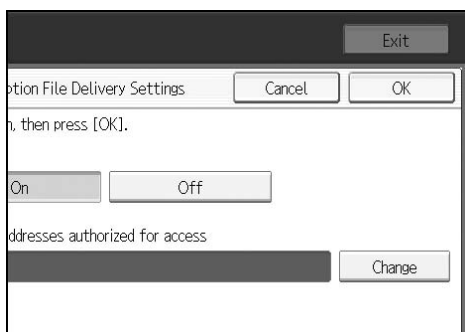 Exit
ption File Delivery Settings Cancel OK
n, then press [OK].
On Off
ddresses authorized for access
Change